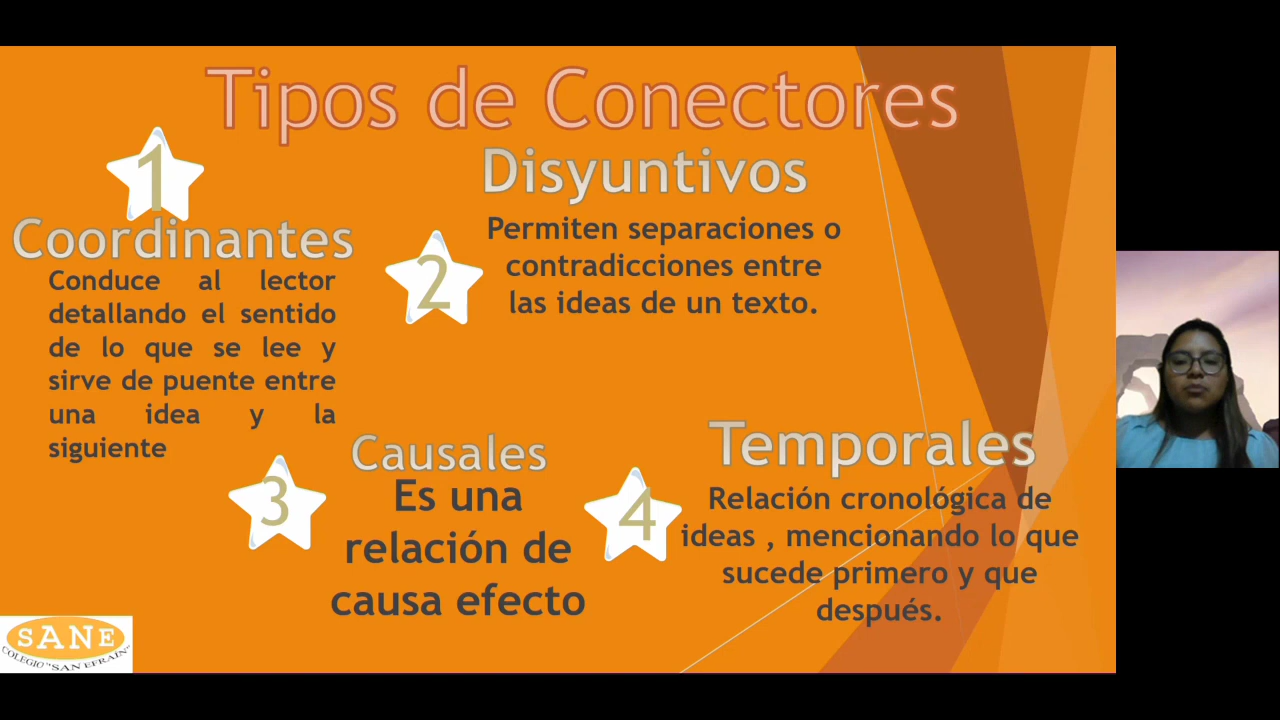 Tipos de Conectores
1
Coordinantes
Conduce al lector
detallando el sentido
de lo que se lee y
sirve de puente entre
una idea y la
siguiente
2
Disyuntivos
Permiten separaciones o
contradicciones entre
las ideas de un texto.
3
Causales
Es una
relación de
causa efecto
4
Temporales
Relación cronológica de
ideas , mencionando lo que
sucede primero y que
después.
SANE
COLEGIO "SAN EFRAIN"